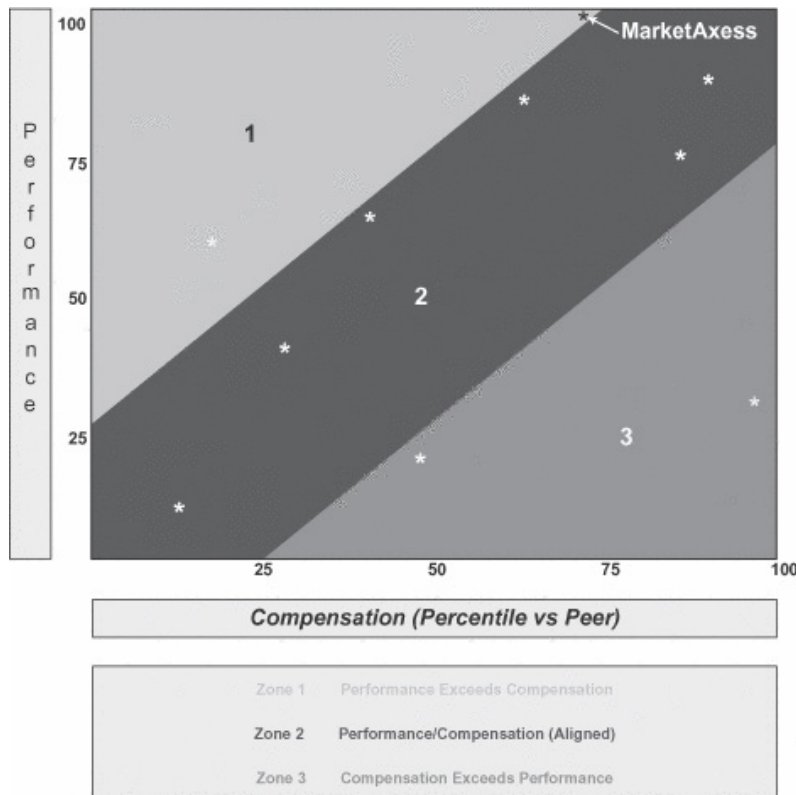 100
MarketAxess
Performance
1
75
50
2
25
3
25
50
75
100
Compensation (Percentile vs Peer)
Zone 1 Performance Exceeds Compensation
Zone 2 Performance/Compensation (Aligned)
Zone 3 Compensation Exceeds Performance